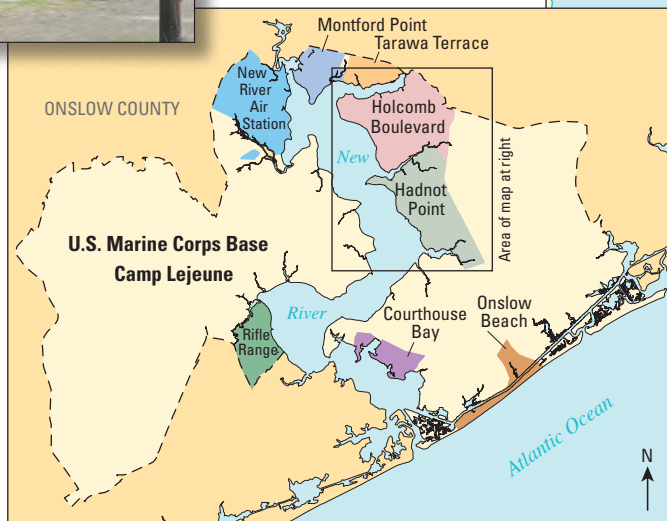 Montford Point
Tarawa Terrace
New
River
Air
Station
ONSLOW COUNTY
Holcomb
Boulevard
New
Hadnot
Point
Area of map at right
U.S. Marine Corps Base
Camp Lejeune
River
Rifle
Range
Courthouse
Bay
Onslow
Beach
Atlantic Ocean
N